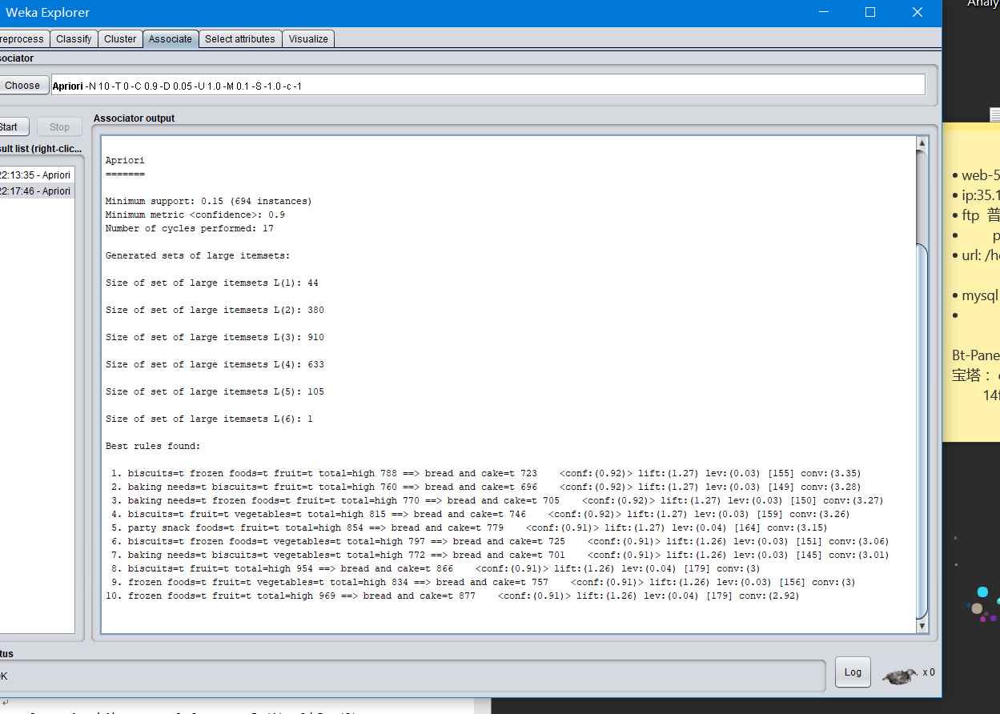 Weka Explorer
reprocess Classify Cluster Associate Select attributes Visualize
sociator
Choose Apriori -N 10 -T 0 -C 0.9 -D 0.05 -U 1.0 -M 0.1 -S -1.0 -c -1
Start Stop
Associator output
sult list (right-clic...
22:13:35 - Apriori
22:17:46 - Apriori
Apriori
=======
Minimum support: 0.15 (694 instances)
Minimum metric <confidence>: 0.9
Number of cycles performed: 17
Generated sets of large itemsets:
Size of set of large itemsets L(1): 44
Size of set of large itemsets L(2): 380
Size of set of large itemsets L(3): 910
Size of set of large itemsets L(4): 633
Size of set of large itemsets L(5): 105
Size of set of large itemsets L(6): 1
Best rules found:
1. biscuits=t frozen foods=t fruit=t total=high 788 ==> bread and cake=t 723 <conf:(0.92)> lift:(1.27) lev:(0.03) [155] conv:(3.35)
2. baking needs=t biscuits=t fruit=t total=high 760 ==> bread and cake=t 696 <conf:(0.92)> lift:(1.27) lev:(0.03) [149] conv:(3.28)
3. baking needs=t frozen foods=t fruit=t total=high 770 ==> bread and cake=t 705 <conf:(0.92)> lift:(1.27) lev:(0.03) [150] conv:(3.27)
4. biscuits=t fruit=t vegetables=t total=high 815 ==> bread and cake=t 746 <conf:(0.92)> lift:(1.27) lev:(0.03) [159] conv:(3.26)
5. party snack foods=t fruit=t total=high 854 ==> bread and cake=t 779 <conf:(0.91)> lift:(1.27) lev:(0.04) [164] conv:(3.15)
6. biscuits=t frozen foods=t vegetables=t total=high 797 ==> bread and cake=t 725 <conf:(0.91)> lift:(1.26) lev:(0.03) [151] conv:(3.06)
7. baking needs=t biscuits=t vegetables=t total=high 772 ==> bread and cake=t 701 <conf:(0.91)> lift:(1.26) lev:(0.03) [145] conv:(3.01)
8. biscuits=t fruit=t total=high 954 ==> bread and cake=t 866 <conf:(0.91)> lift:(1.26) lev:(0.04) [179] conv:(3)
9. frozen foods=t fruit=t vegetables=t total=high 834 ==> bread and cake=t 757 <conf:(0.91)> lift:(1.26) lev:(0.03) [156] conv:(3)
10. frozen foods=t fruit=t total=high 969 ==> bread and cake=t 877 <conf:(0.91)> lift:(1.26) lev:(0.04) [179] conv:(2.92)
tus
OK
Log x 0
Analy
• web-5
• ip:35.1
• ftp 普
• p
• url: /ho
• mysql
•
Bt-Pane
宝塔：
14f